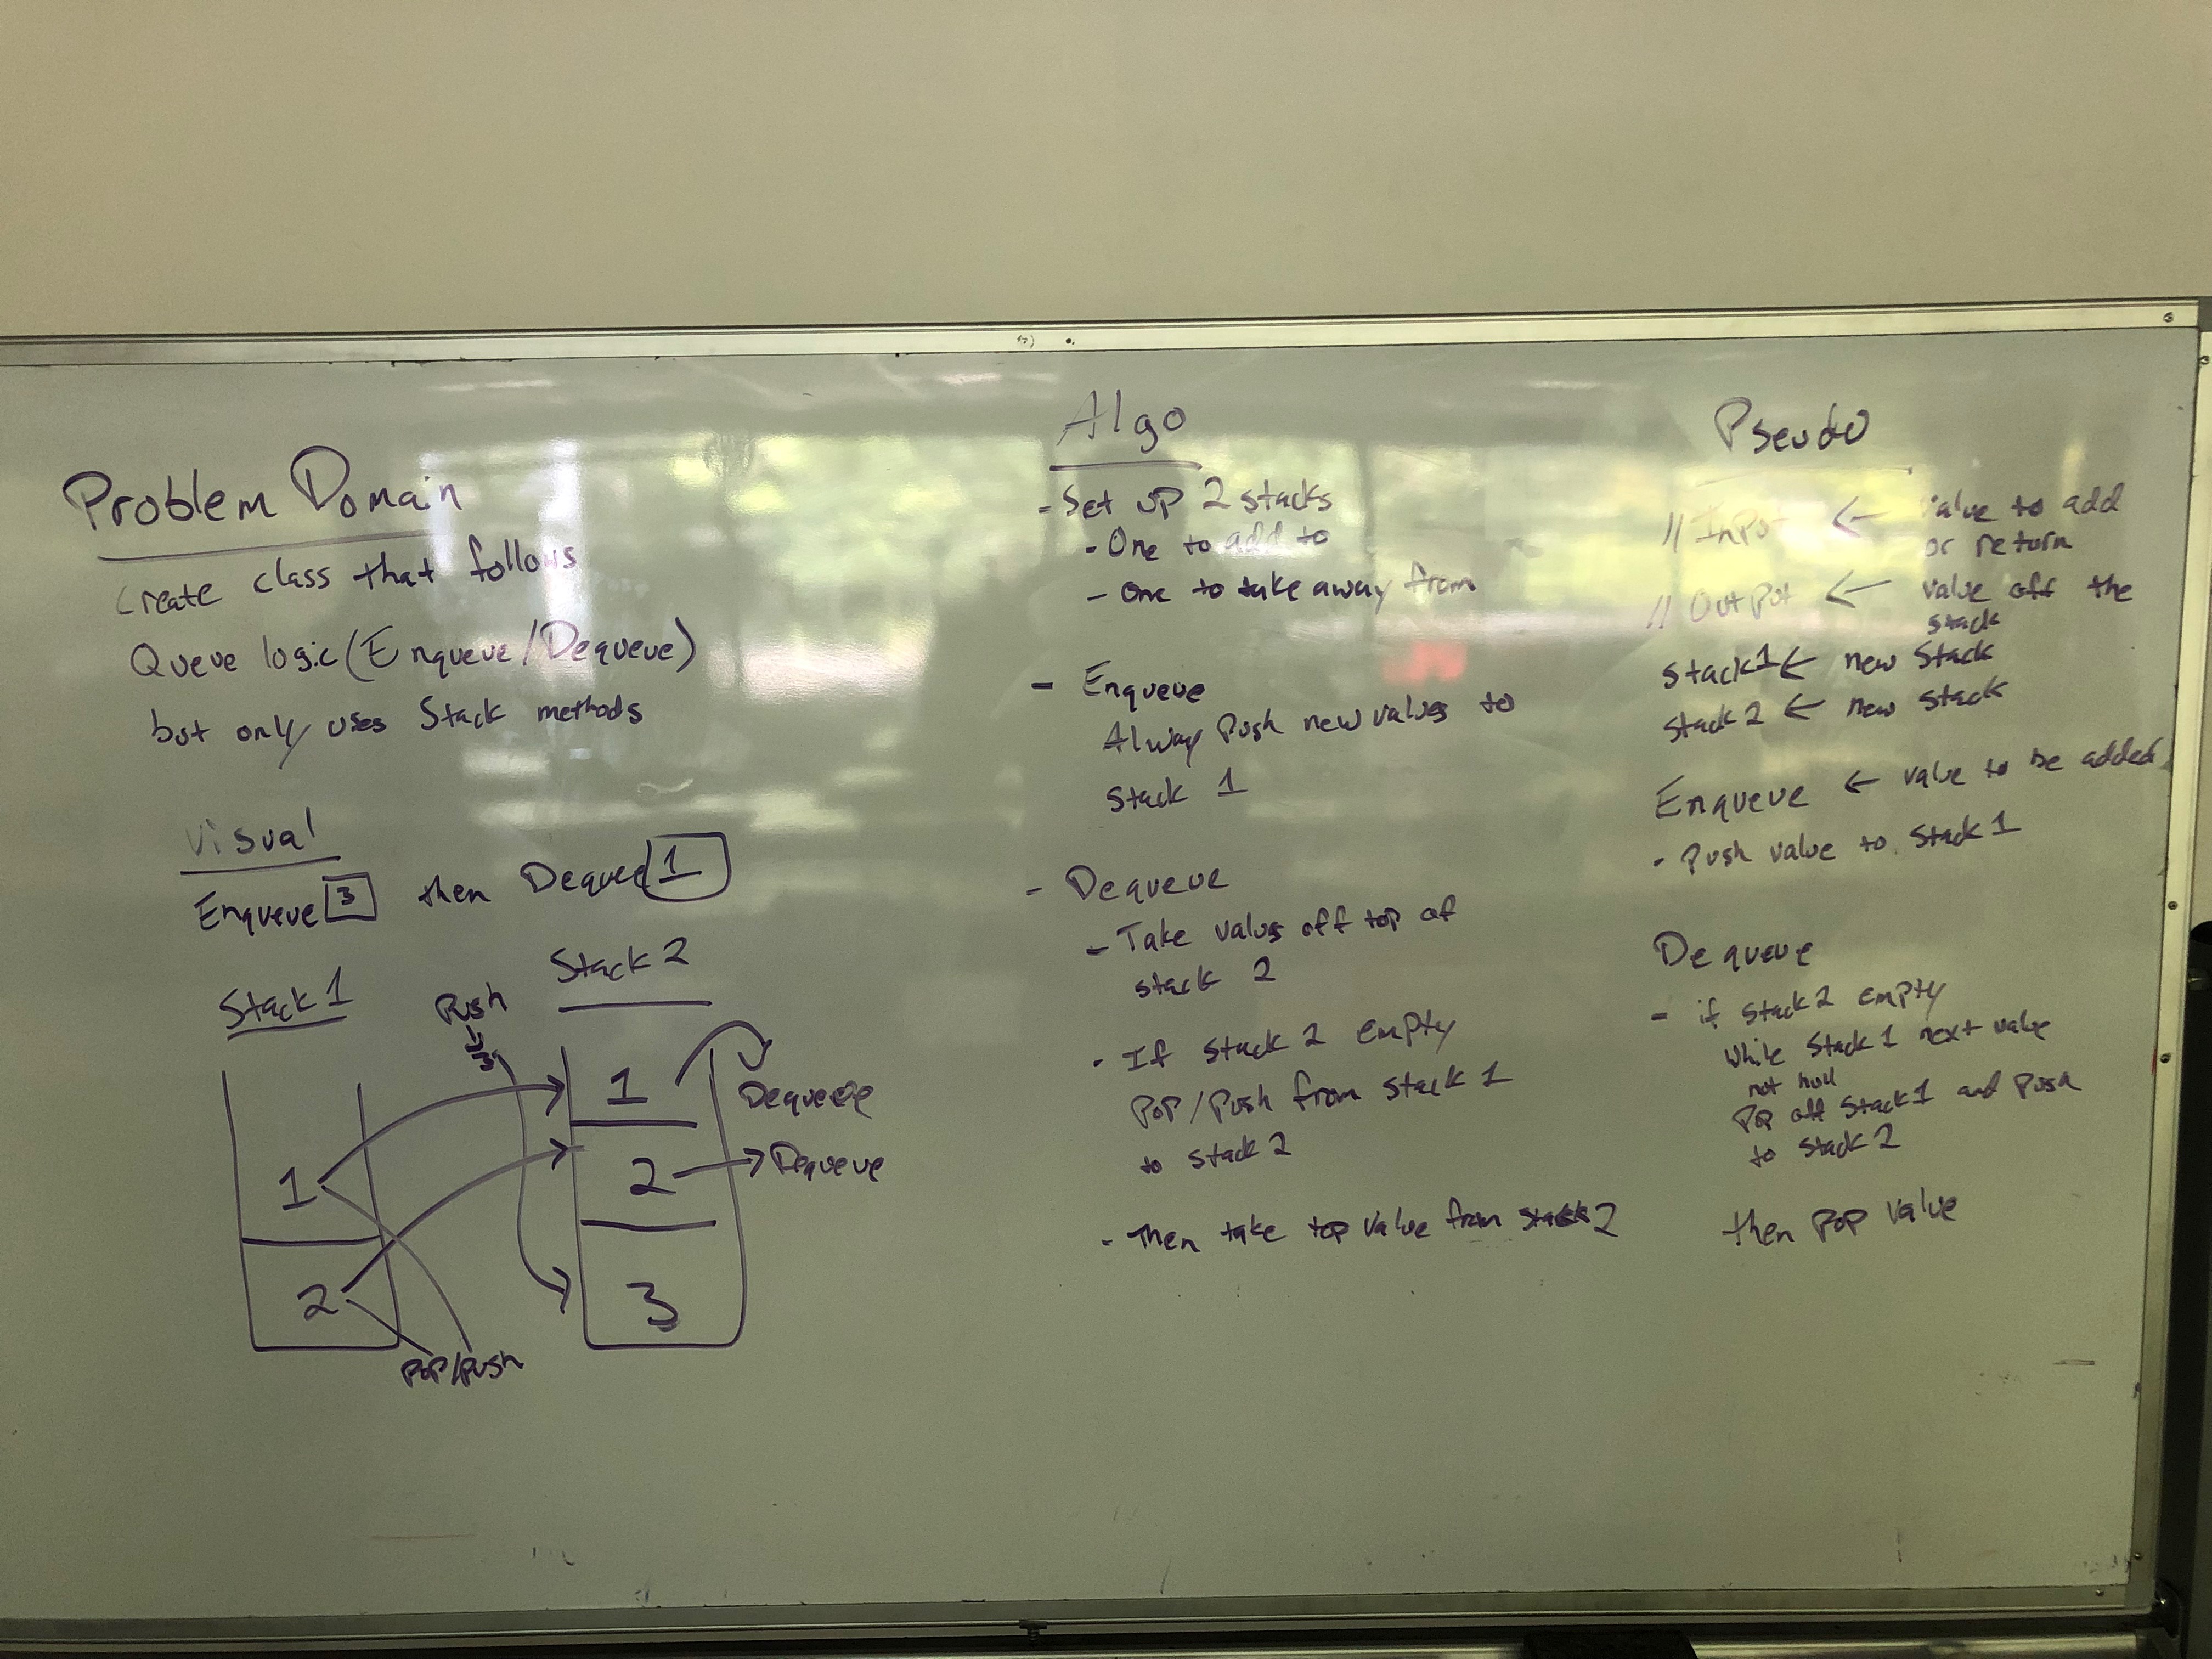 Problem Domain
Create class that follows
Queue logic (Enqueue/Dequeue)
but only uses Stack methods
Visual
Enqueue 3 then Dequeue 1
Stack 1
Push
3
Stack 2
1
2
Pop/Push
1
2
3
Dequeue
Dequeue
Algo
- Set up 2 stacks
- One to add to
- One to take away from
- Enqueue
Alway Push new values to
Stack 1
- Dequeue
- Take values off top of
stack 2
- If Stack 2 empty
Pop/Push from stack 1
to stack 2
- Then take top value from stack 2
Pseudo
// Input ← value to add
or return
// Output ← value off the
stack
Stack1 ← new Stack
Stack 2 ← new stack
Enqueue ← value to be added
- Push value to Stack 1
Dequeue
- if Stack 2 empty
While Stack 1 next value
not null
Pop off Stack 1 and Push
to Stack 2
then pop value